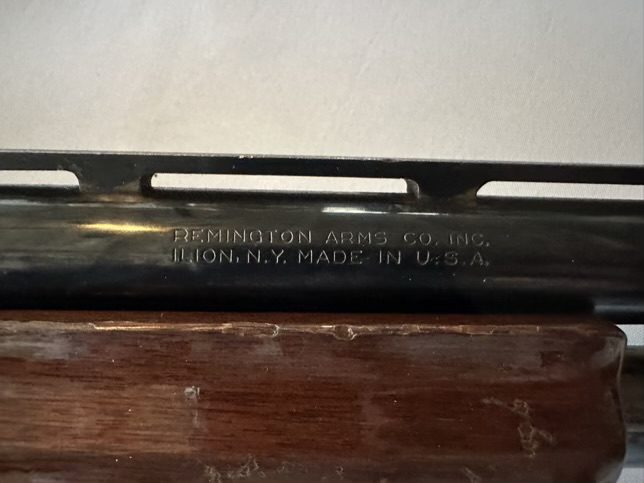 REMINGTON ARMS CO. INC.
ILION, N.Y. MADE IN U.S.A.